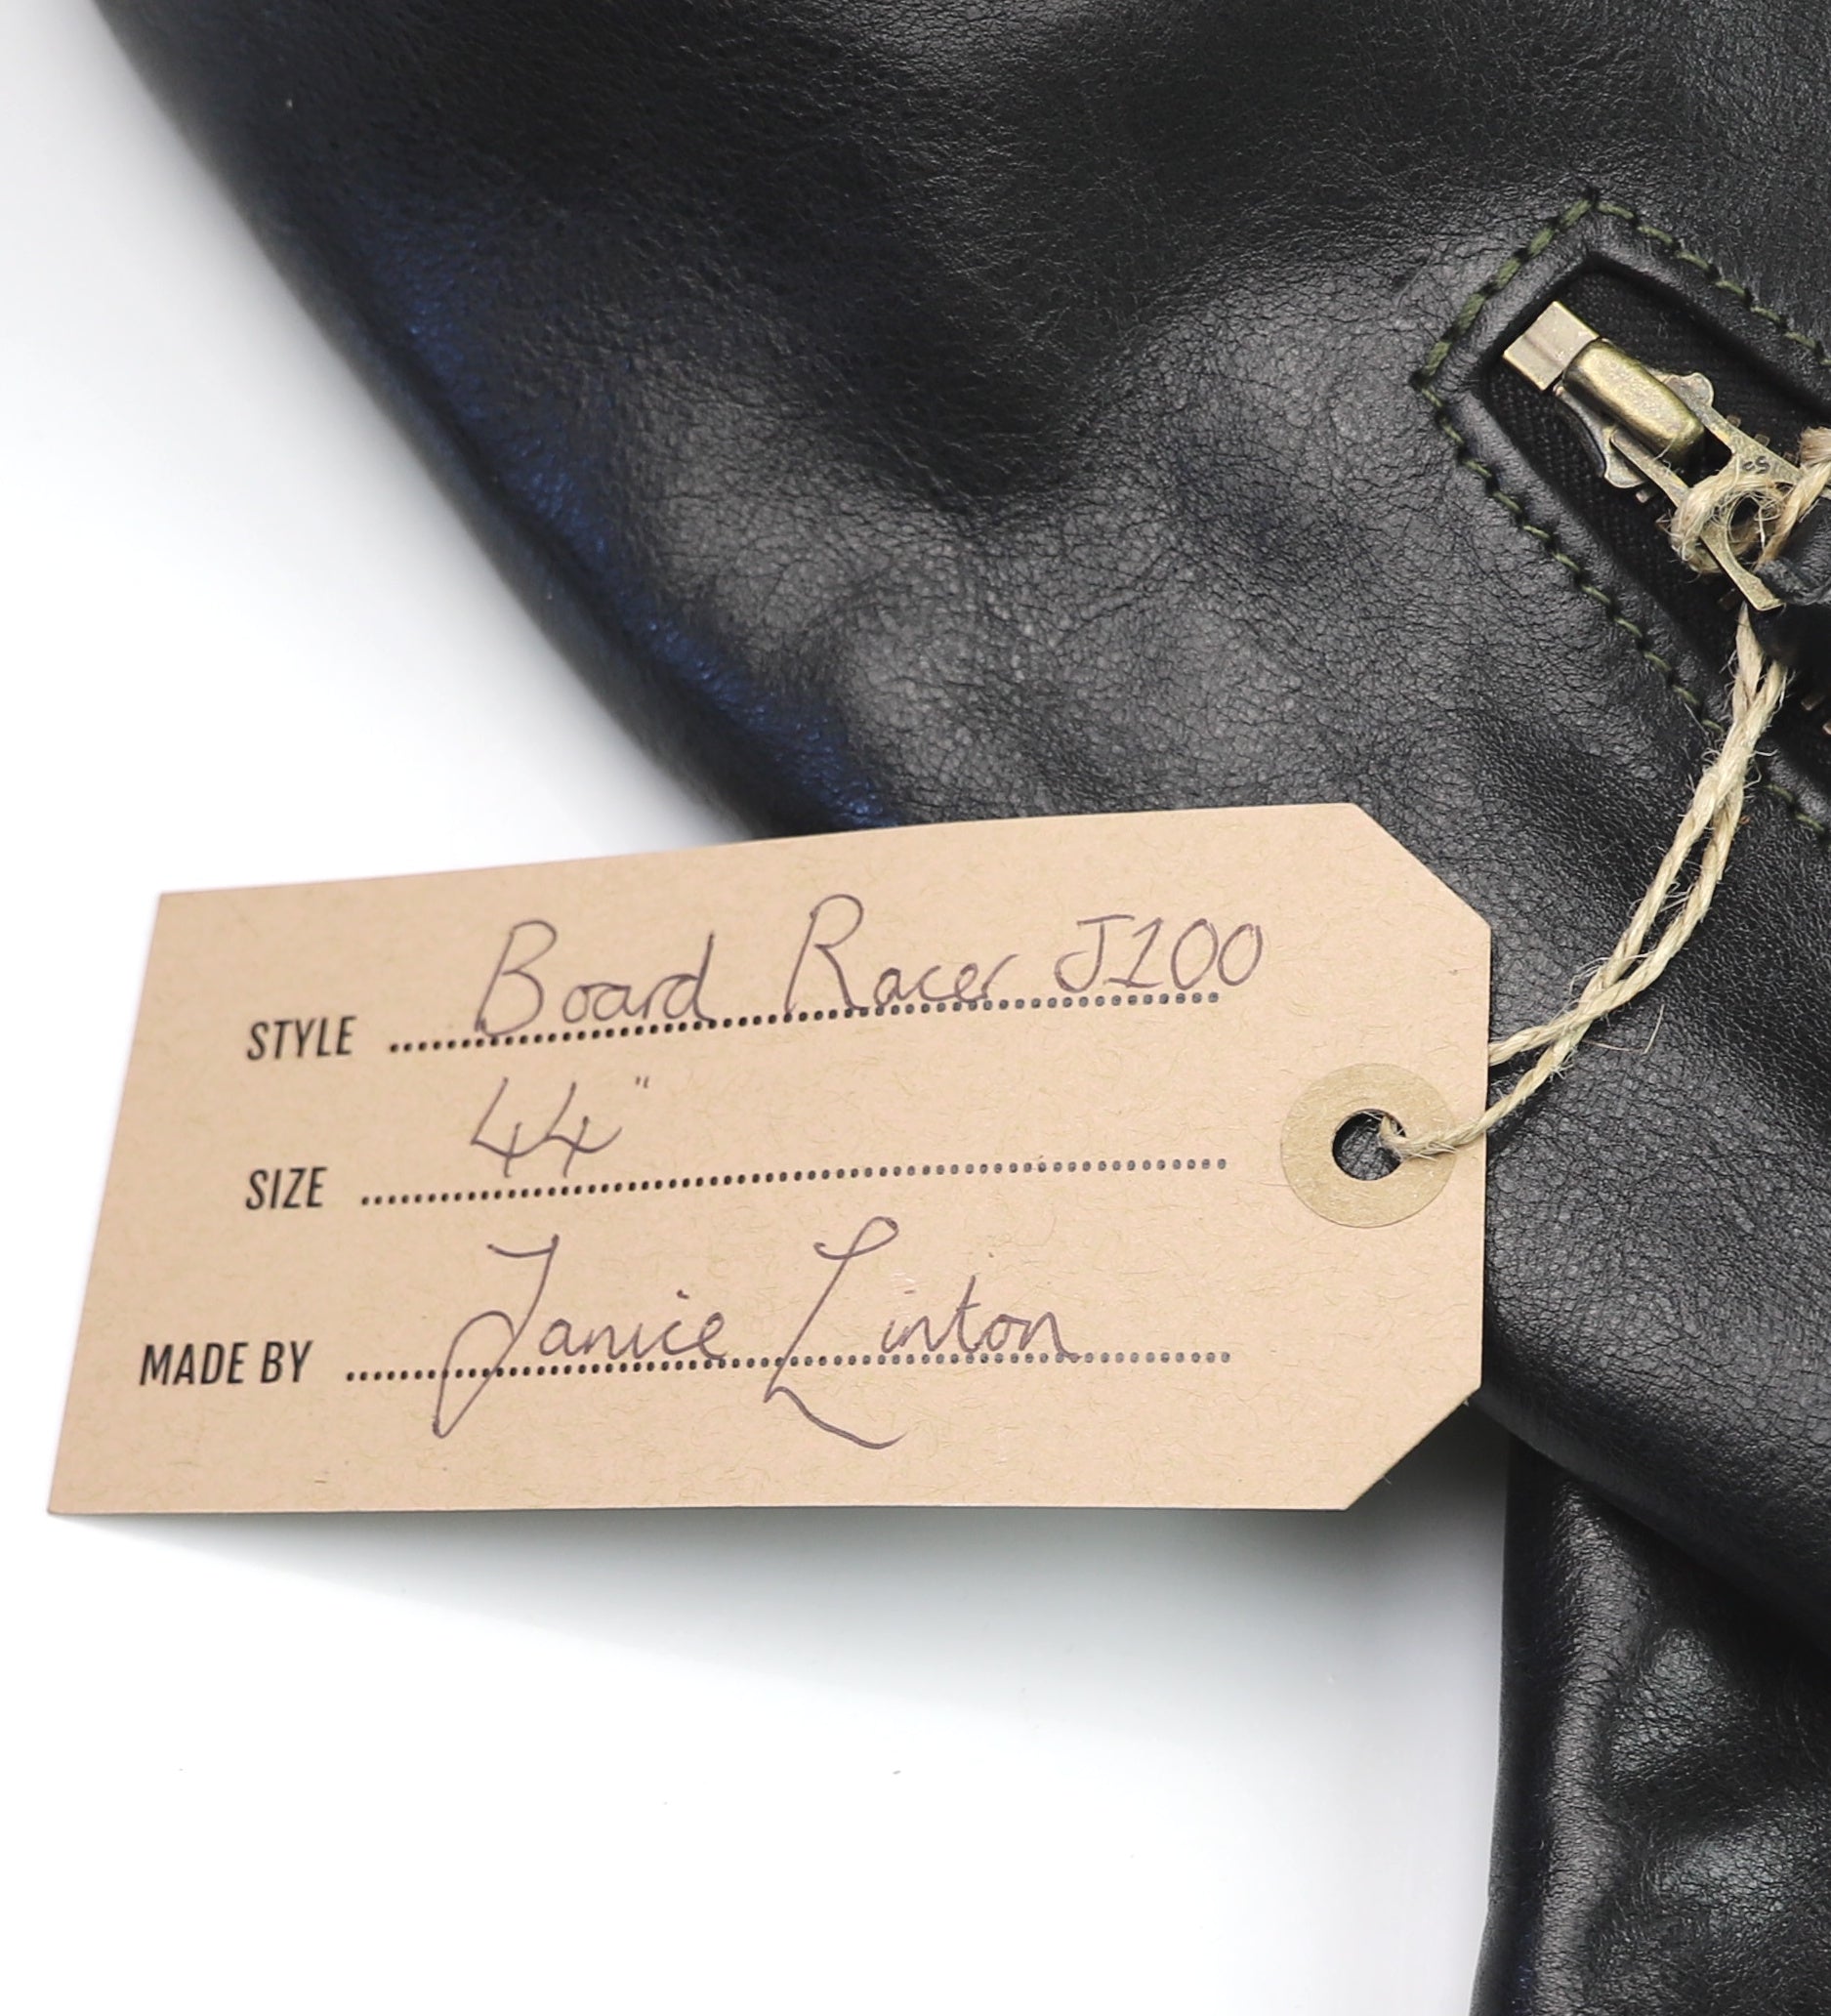 STYLE Board Racer J100
SIZE 44"
MADE BY Janice Linton